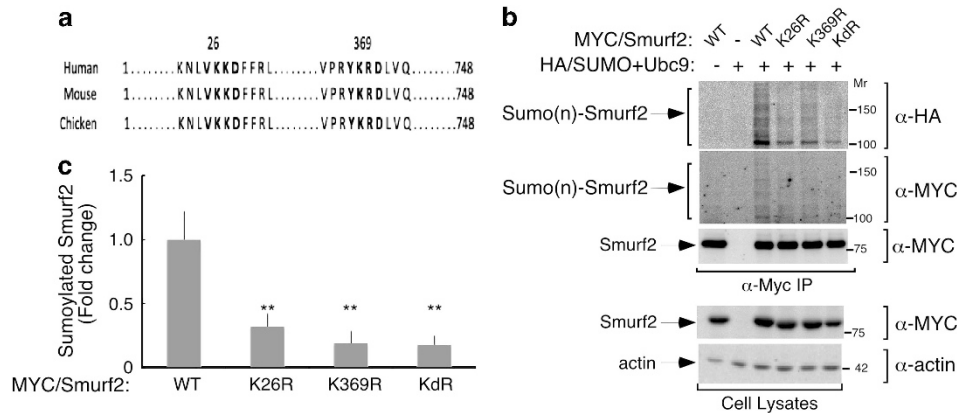 a
26 369
Human 1.......KNLVKKDFFRL......VPRYKRDLVQ.......748
Mouse 1.......KNLVKKDFFRL......VPRYKRDLVQ.......748
Chicken 1.......KNLVKKDFFRL......VPRYKRDLVQ.......748
b
MYC/Smurf2: WT - WT K26R K369R KdR
HA/SUMO+Ubc9: - + + + + +
Mr
Sumo(n)-Smurf2 150 α-HA
100
Sumo(n)-Smurf2 150 α-MYC
100
Smurf2 75 α-MYC
α-Myc IP
Smurf2 75 α-MYC
actin 42 α-actin
Cell Lysates
c
Sumoylated Smurf2
(Fold change)
1.5
1.0
0.5
0
** ** **
MYC/Smurf2: WT K26R K369R KdR